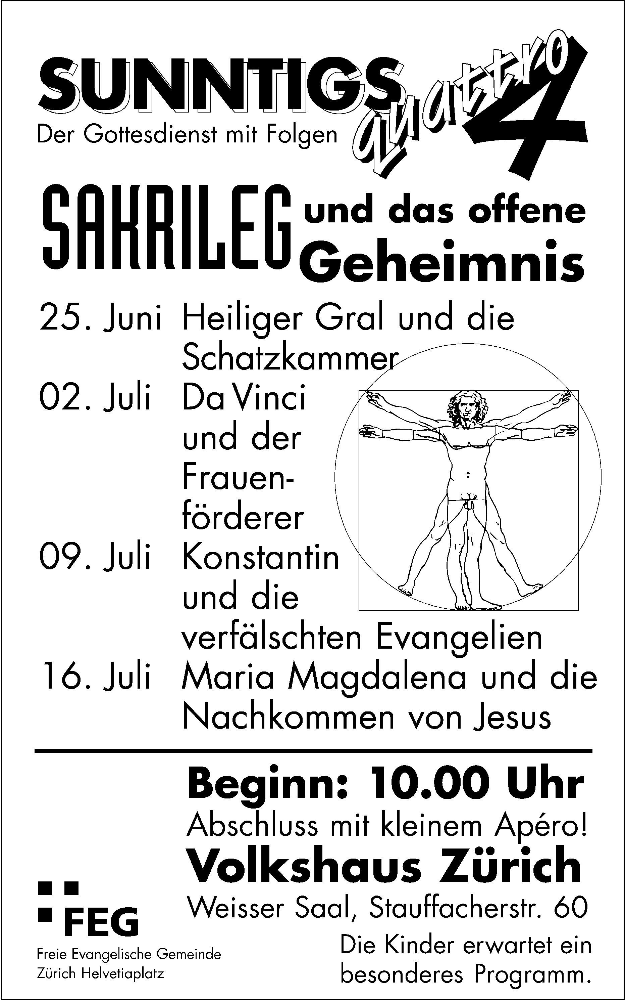 SUNNTIGS quattro 4
Der Gottesdienst mit Folgen
SAKRILEG und das offene
Geheimnis
25. Juni Heiliger Gral und die
Schatzkammer
02. Juli Da Vinci
und der
Frauen-
förderer
09. Juli Konstantin
und die
verfälschten Evangelien
16. Juli Maria Magdalena und die
Nachkommen von Jesus
Beginn: 10.00 Uhr
Abschluss mit kleinem Apéro!
Volkshaus Zürich
Weisser Saal, Stauffacherstr. 60
Die Kinder erwartet ein
besonderes Programm.
FEG
Freie Evangelische Gemeinde
Zürich Helvetiaplatz